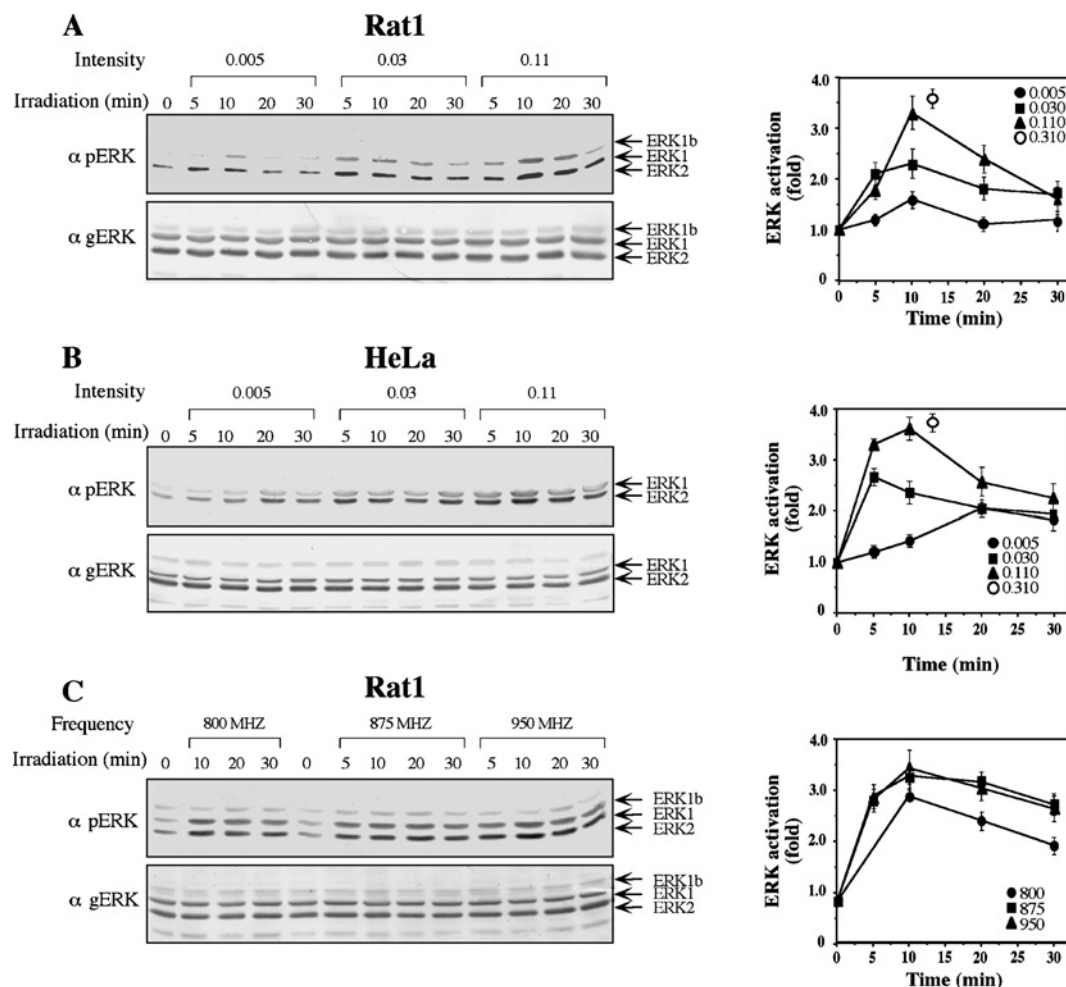 A Rat1
Intensity 0.005 0.03 0.11
Irradiation (min) 0 5 10 20 30 5 10 20 30 5 10 20 30
α pERK
ERK1b
ERK1
ERK2
α gERK
ERK1b
ERK1
ERK2
ERK activation (fold)
4.0
3.0
2.0
1.0
0
0.005
0.030
0.110
0.310
0 5 10 15 20 25 30
Time (min)
B HeLa
Intensity 0.005 0.03 0.11
Irradiation (min) 0 5 10 20 30 5 10 20 30 5 10 20 30
α pERK
ERK1
ERK2
α gERK
ERK1
ERK2
ERK activation (fold)
4.0
3.0
2.0
1.0
0
0.005
0.030
0.110
0.310
0 5 10 15 20 25 30
Time (min)
C Rat1
Frequency 800 MHZ 875 MHZ 950 MHZ
Irradiation (min) 0 10 20 30 0 5 10 20 30 5 10 20 30
α pERK
ERK1b
ERK1
ERK2
α gERK
ERK1b
ERK1
ERK2
ERK activation (fold)
4.0
3.0
2.0
1.0
0
800
875
950
0 5 10 15 20 25 30
Time (min)